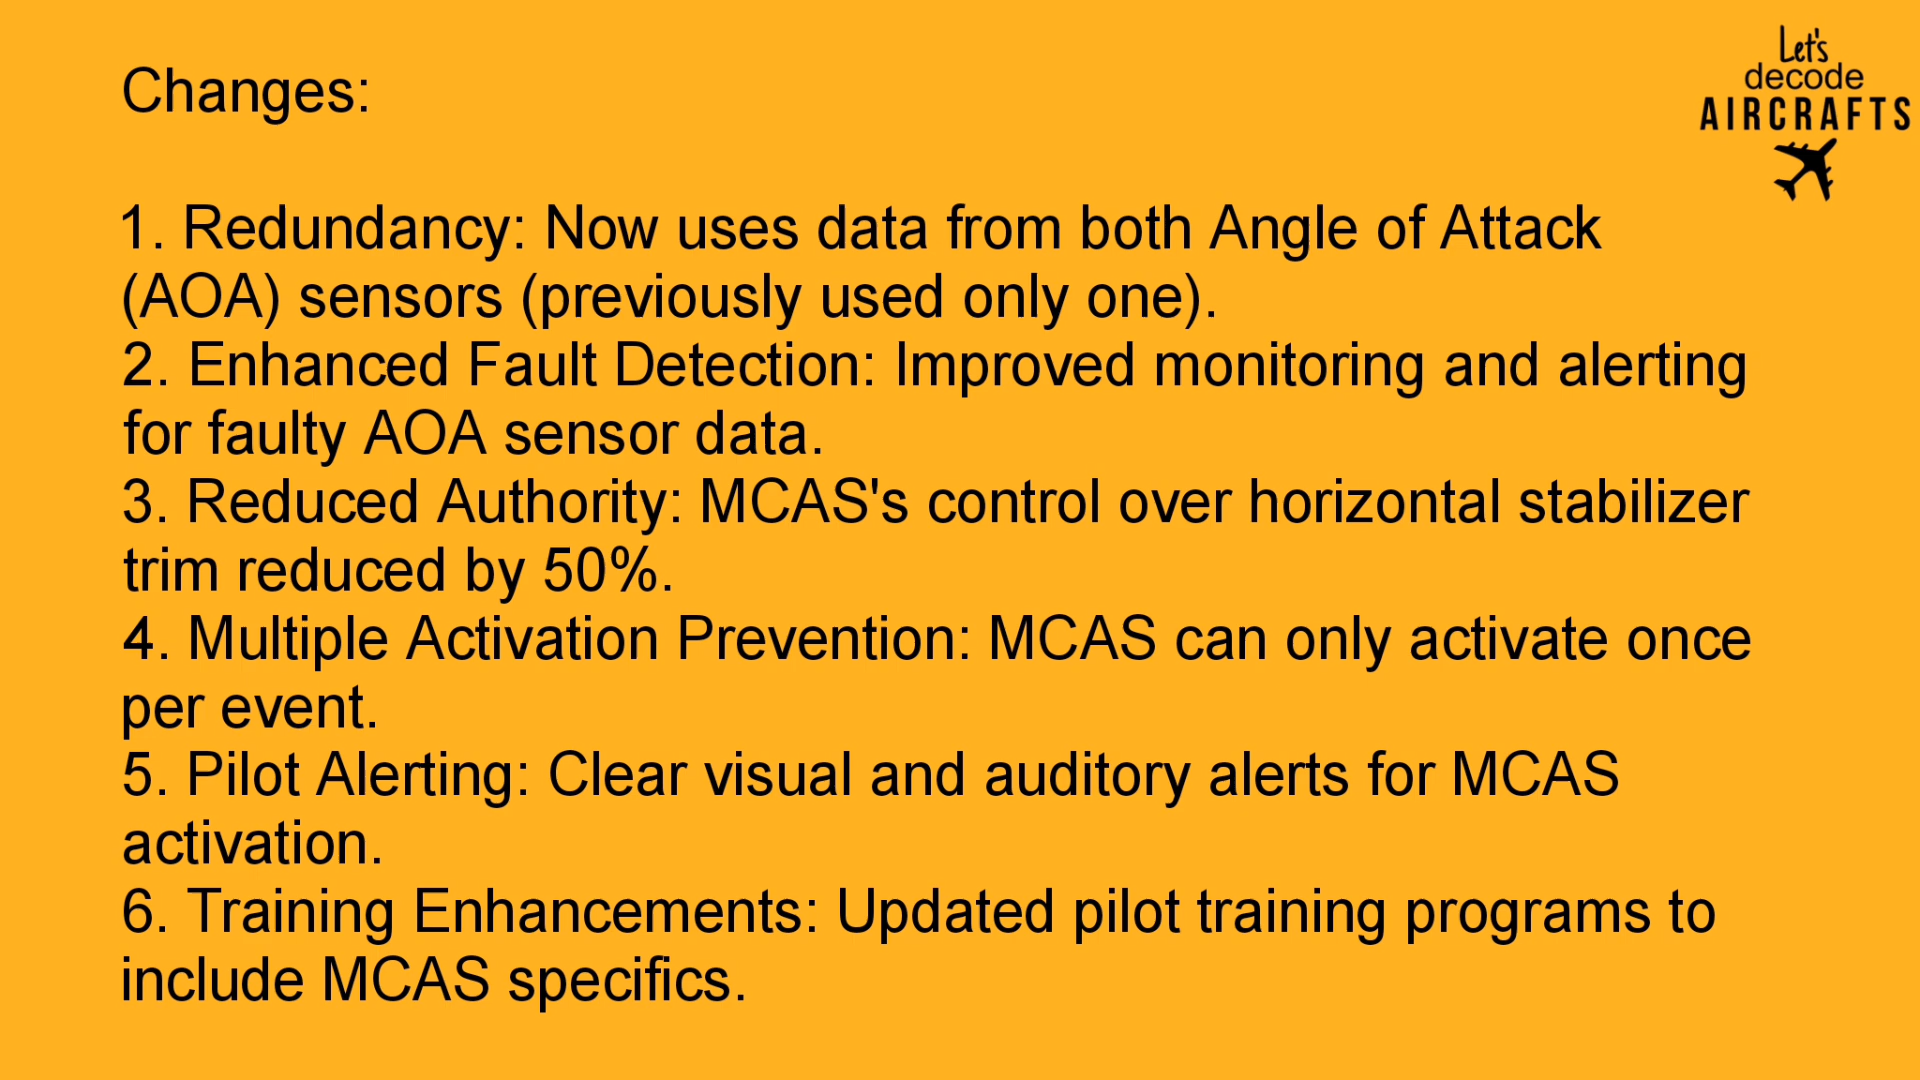 Changes:
Let's
decode
AIRCRAFTS
1. Redundancy: Now uses data from both Angle of Attack
(AOA) sensors (previously used only one).
2. Enhanced Fault Detection: Improved monitoring and alerting
for faulty AOA sensor data.
3. Reduced Authority: MCAS's control over horizontal stabilizer
trim reduced by 50%.
4. Multiple Activation Prevention: MCAS can only activate once
per event.
5. Pilot Alerting: Clear visual and auditory alerts for MCAS
activation.
6. Training Enhancements: Updated pilot training programs to
include MCAS specifics.